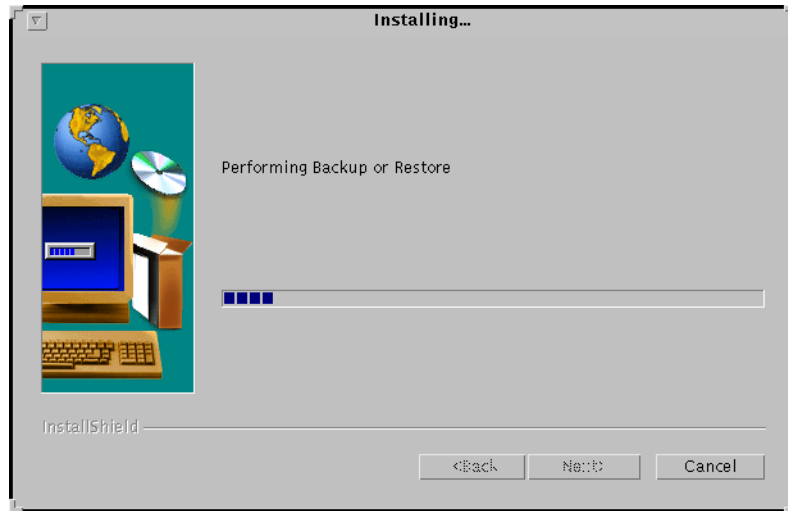 Installing...
Performing Backup or Restore
InstallShield
<Back Next> Cancel